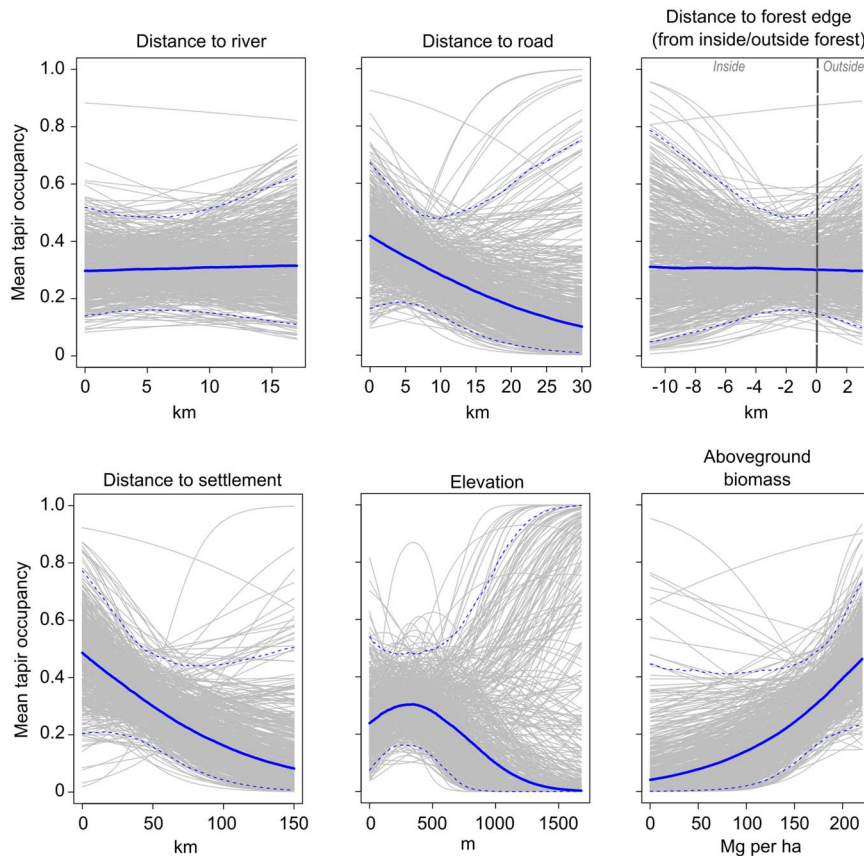 Distance to river
Distance to road
Distance to forest edge
(from inside/outside forest)
Inside
Outside
Mean tapir occupancy
1.0
0.8
0.6
0.4
0.2
0
0 5 10 15
km
0 5 10 15 20 25 30
km
-10 -8 -6 -4 -2 0 2
km
Distance to settlement
Elevation
Aboveground
biomass
Mean tapir occupancy
1.0
0.8
0.6
0.4
0.2
0
0 50 100 150
km
0 500 1000 1500
m
0 50 100 150 200
Mg per ha